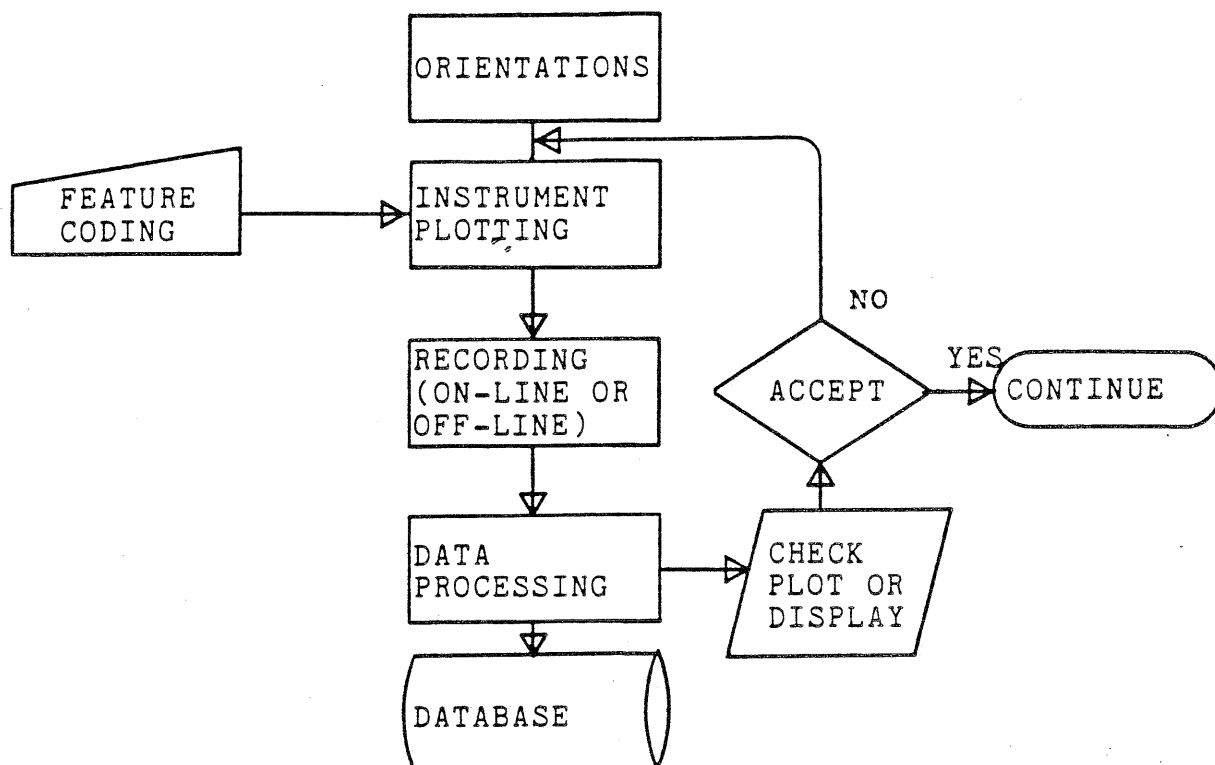 ORIENTATIONS
FEATURE
CODING
INSTRUMENT
PLOTTING
RECORDING
(ON-LINE OR
OFF-LINE)
NO
ACCEPT
YES
CONTINUE
DATA
PROCESSING
CHECK
PLOT OR
DISPLAY
DATABASE